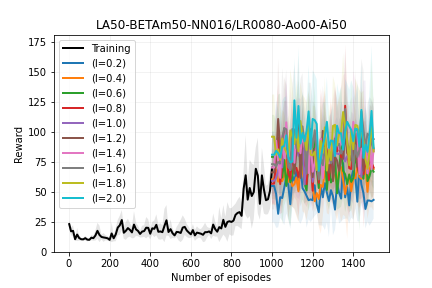 LA50-BETAm50-NN016/LR0080-Ao00-Ai50
175
150
125
100
75
50
25
0
Reward
Training
(l=0.2)
(l=0.4)
(l=0.6)
(l=0.8)
(l=1.0)
(l=1.2)
(l=1.4)
(l=1.6)
(l=1.8)
(l=2.0)
0 200 400 600 800 1000 1200 1400
Number of episodes